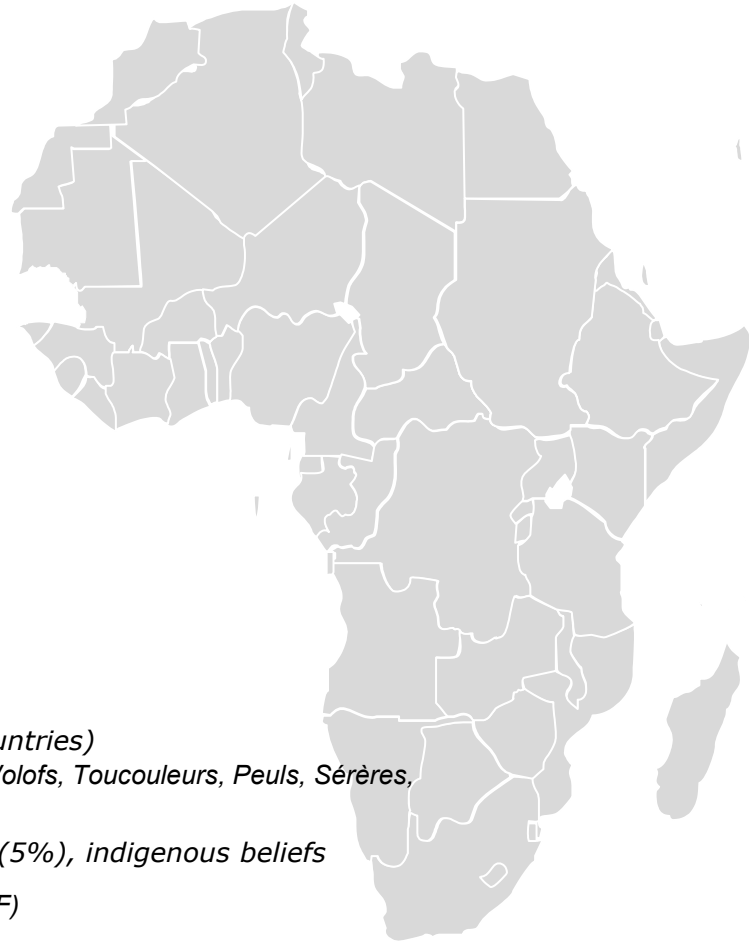 untries)
Volofs, Toucouleurs, Peuls, Sérères,
(5%), indigenous beliefs
F)